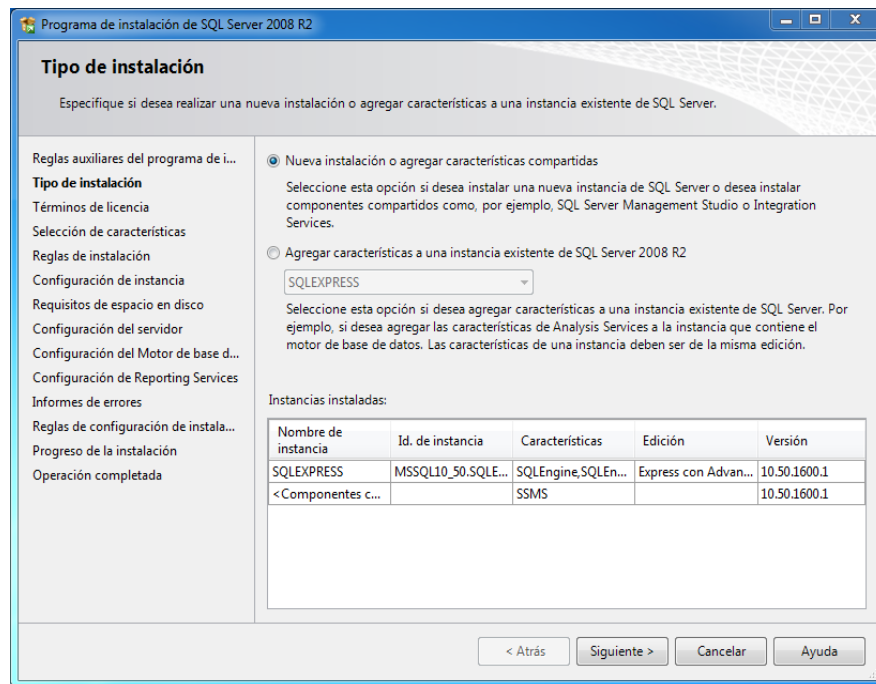 Programa de instalación de SQL Server 2008 R2
Tipo de instalación
Especifique si desea realizar una nueva instalación o agregar características a una instancia existente de SQL Server.
Reglas auxiliares del programa de i...
Tipo de instalación
Términos de licencia
Selección de características
Reglas de instalación
Configuración de instancia
Requisitos de espacio en disco
Configuración del servidor
Configuración del Motor de base d...
Configuración de Reporting Services
Informes de errores
Reglas de configuración de instala...
Progreso de la instalación
Operación completada
Nueva instalación o agregar características compartidas
Seleccione esta opción si desea instalar una nueva instancia de SQL Server o desea instalar
componentes compartidos como, por ejemplo, SQL Server Management Studio o Integration
Services.
Agregar características a una instancia existente de SQL Server 2008 R2
SQLEXPRESS
Seleccione esta opción si desea agregar características a una instancia existente de SQL Server. Por
ejemplo, si desea agregar las características de Analysis Services a la instancia que contiene el
motor de base de datos. Las características de una instancia deben ser de la misma edición.
Instancias instaladas:
Nombre de
instancia Id. de instancia Características Edición Versión
SQLEXPRESS MSSQL10_50.SQLE... SQLEngine,SQLEn... Express con Advan... 10.50.1600.1
<Componentes c... SSMS 10.50.1600.1
< Atrás Siguiente > Cancelar Ayuda